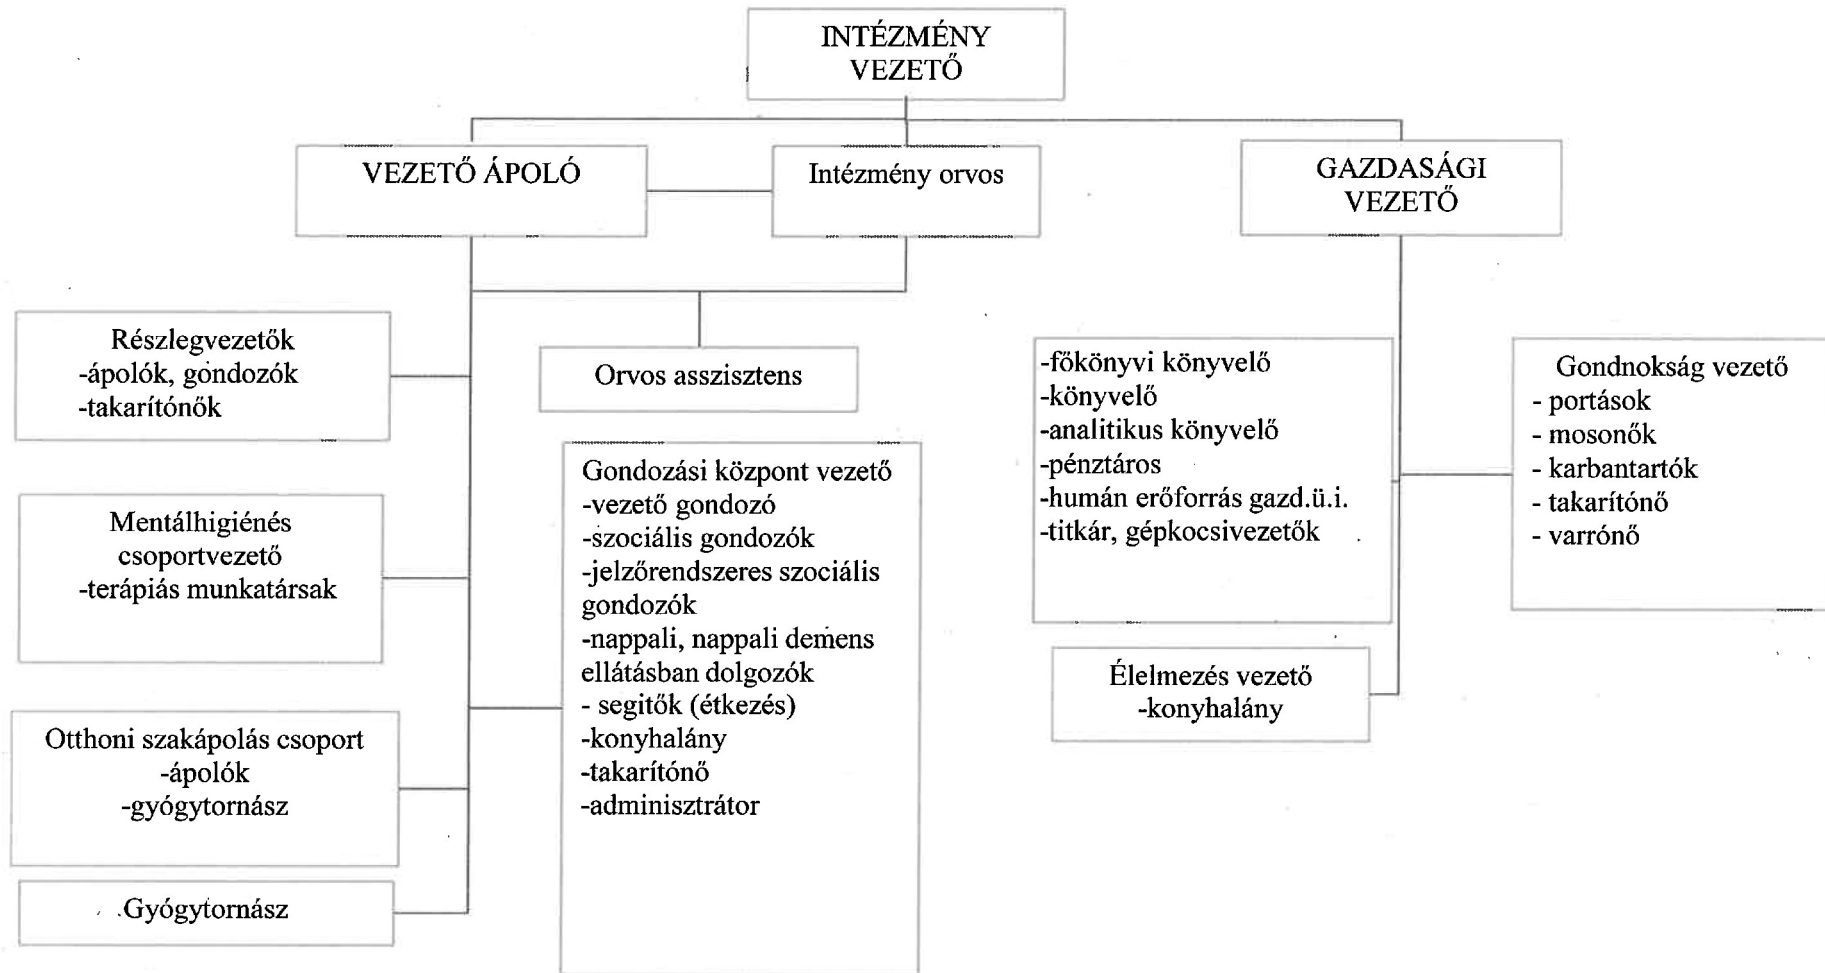 INTÉZMÉNY
VEZETŐ
VEZETŐ ÁPOLÓ
Intézmény orvos
GAZDASÁGI
VEZETŐ
Részlegvezetők
-ápolók, gondozók
-takarítónők
Orvos asszisztens
-főkönyvi könyvelő
-könyvelő
-analitikus könyvelő
-pénztáros
-humán erőforrás gazd.ü.i.
-titkár, gépkocsivezetők
Gondnokság vezető
- portások
- mosonők
- karbantartók
- takarítónő
- varrónő
Mentálhigiénés
csoportvezető
-terápiás munkatársak
Gondozási központ vezető
-vezető gondozó
-szociális gondozók
-jelzőrendszeres szociális
gondozók
-nappali, nappali demens
ellátásban dolgozók
- segitők (étkezés)
-konyhalány
-takarítónő
-adminisztrátor
Élelmezés vezető
-konyhalány
Otthoni szakápolás csoport
-ápolók
-gyógytornász
Gyógytornász